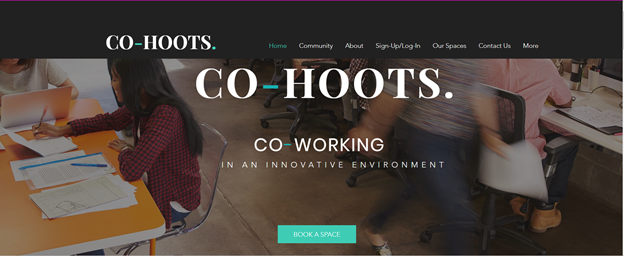 CO-HOOTS.
Home Community About Sign-Up/Log-In Our Spaces Contact Us More
CO-HOOTS.
CO-WORKING
IN AN INNOVATIVE ENVIRONMENT
BOOK A SPACE